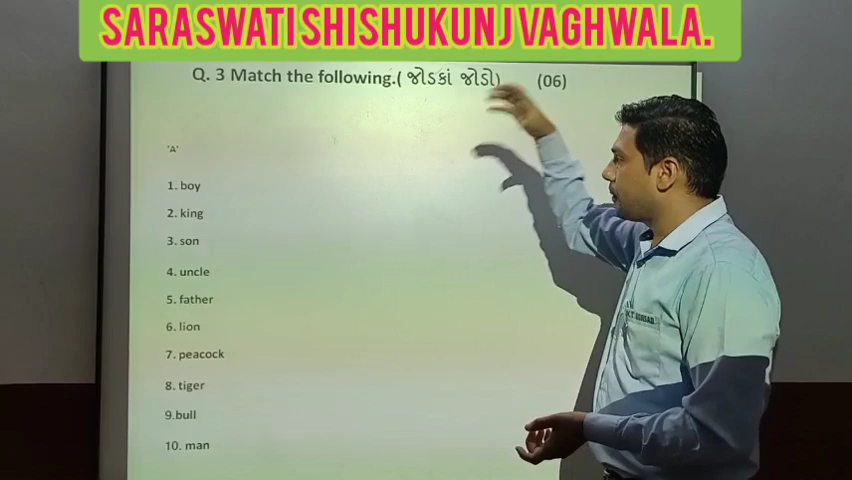 SARASWATI SHISHUKUNJ VAGHWALA.
Q. 3 Match the following.( જોડકાં જોડો) (06)
'A'
1. boy
2. king
3. son
4. uncle
5. father
6. lion
7. peacock
8. tiger
9.bull
10. man